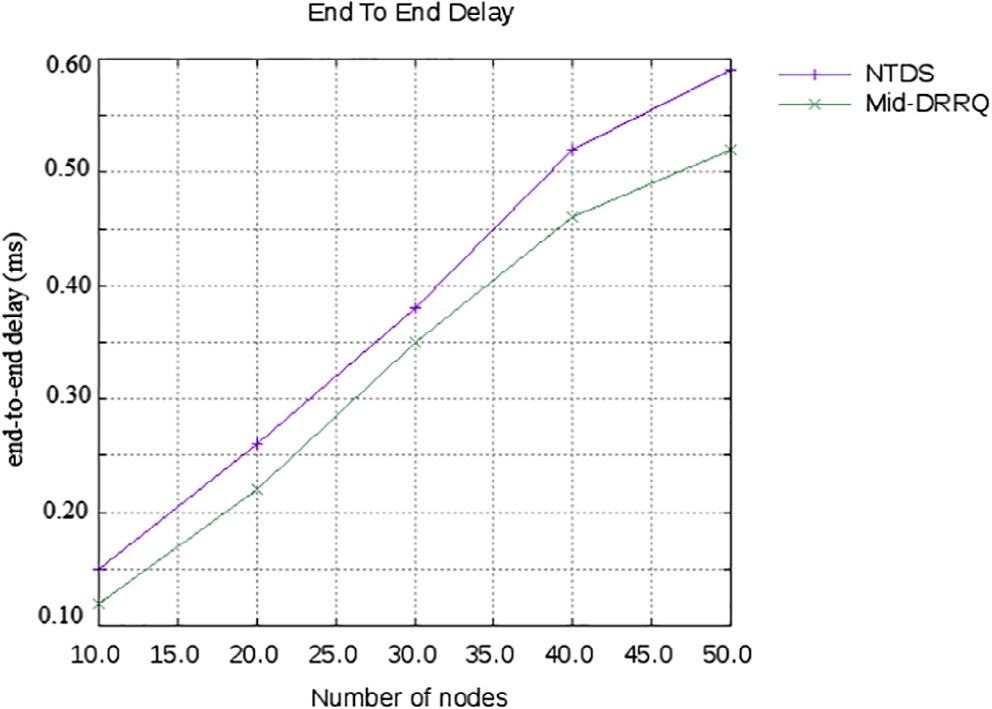 End To End Delay
NTDS
Mid-DRRQ
0.60
0.50
0.40
0.30
0.20
0.10
end-to-end delay (ms)
10.0 15.0 20.0 25.0 30.0 35.0 40.0 45.0 50.0
Number of nodes